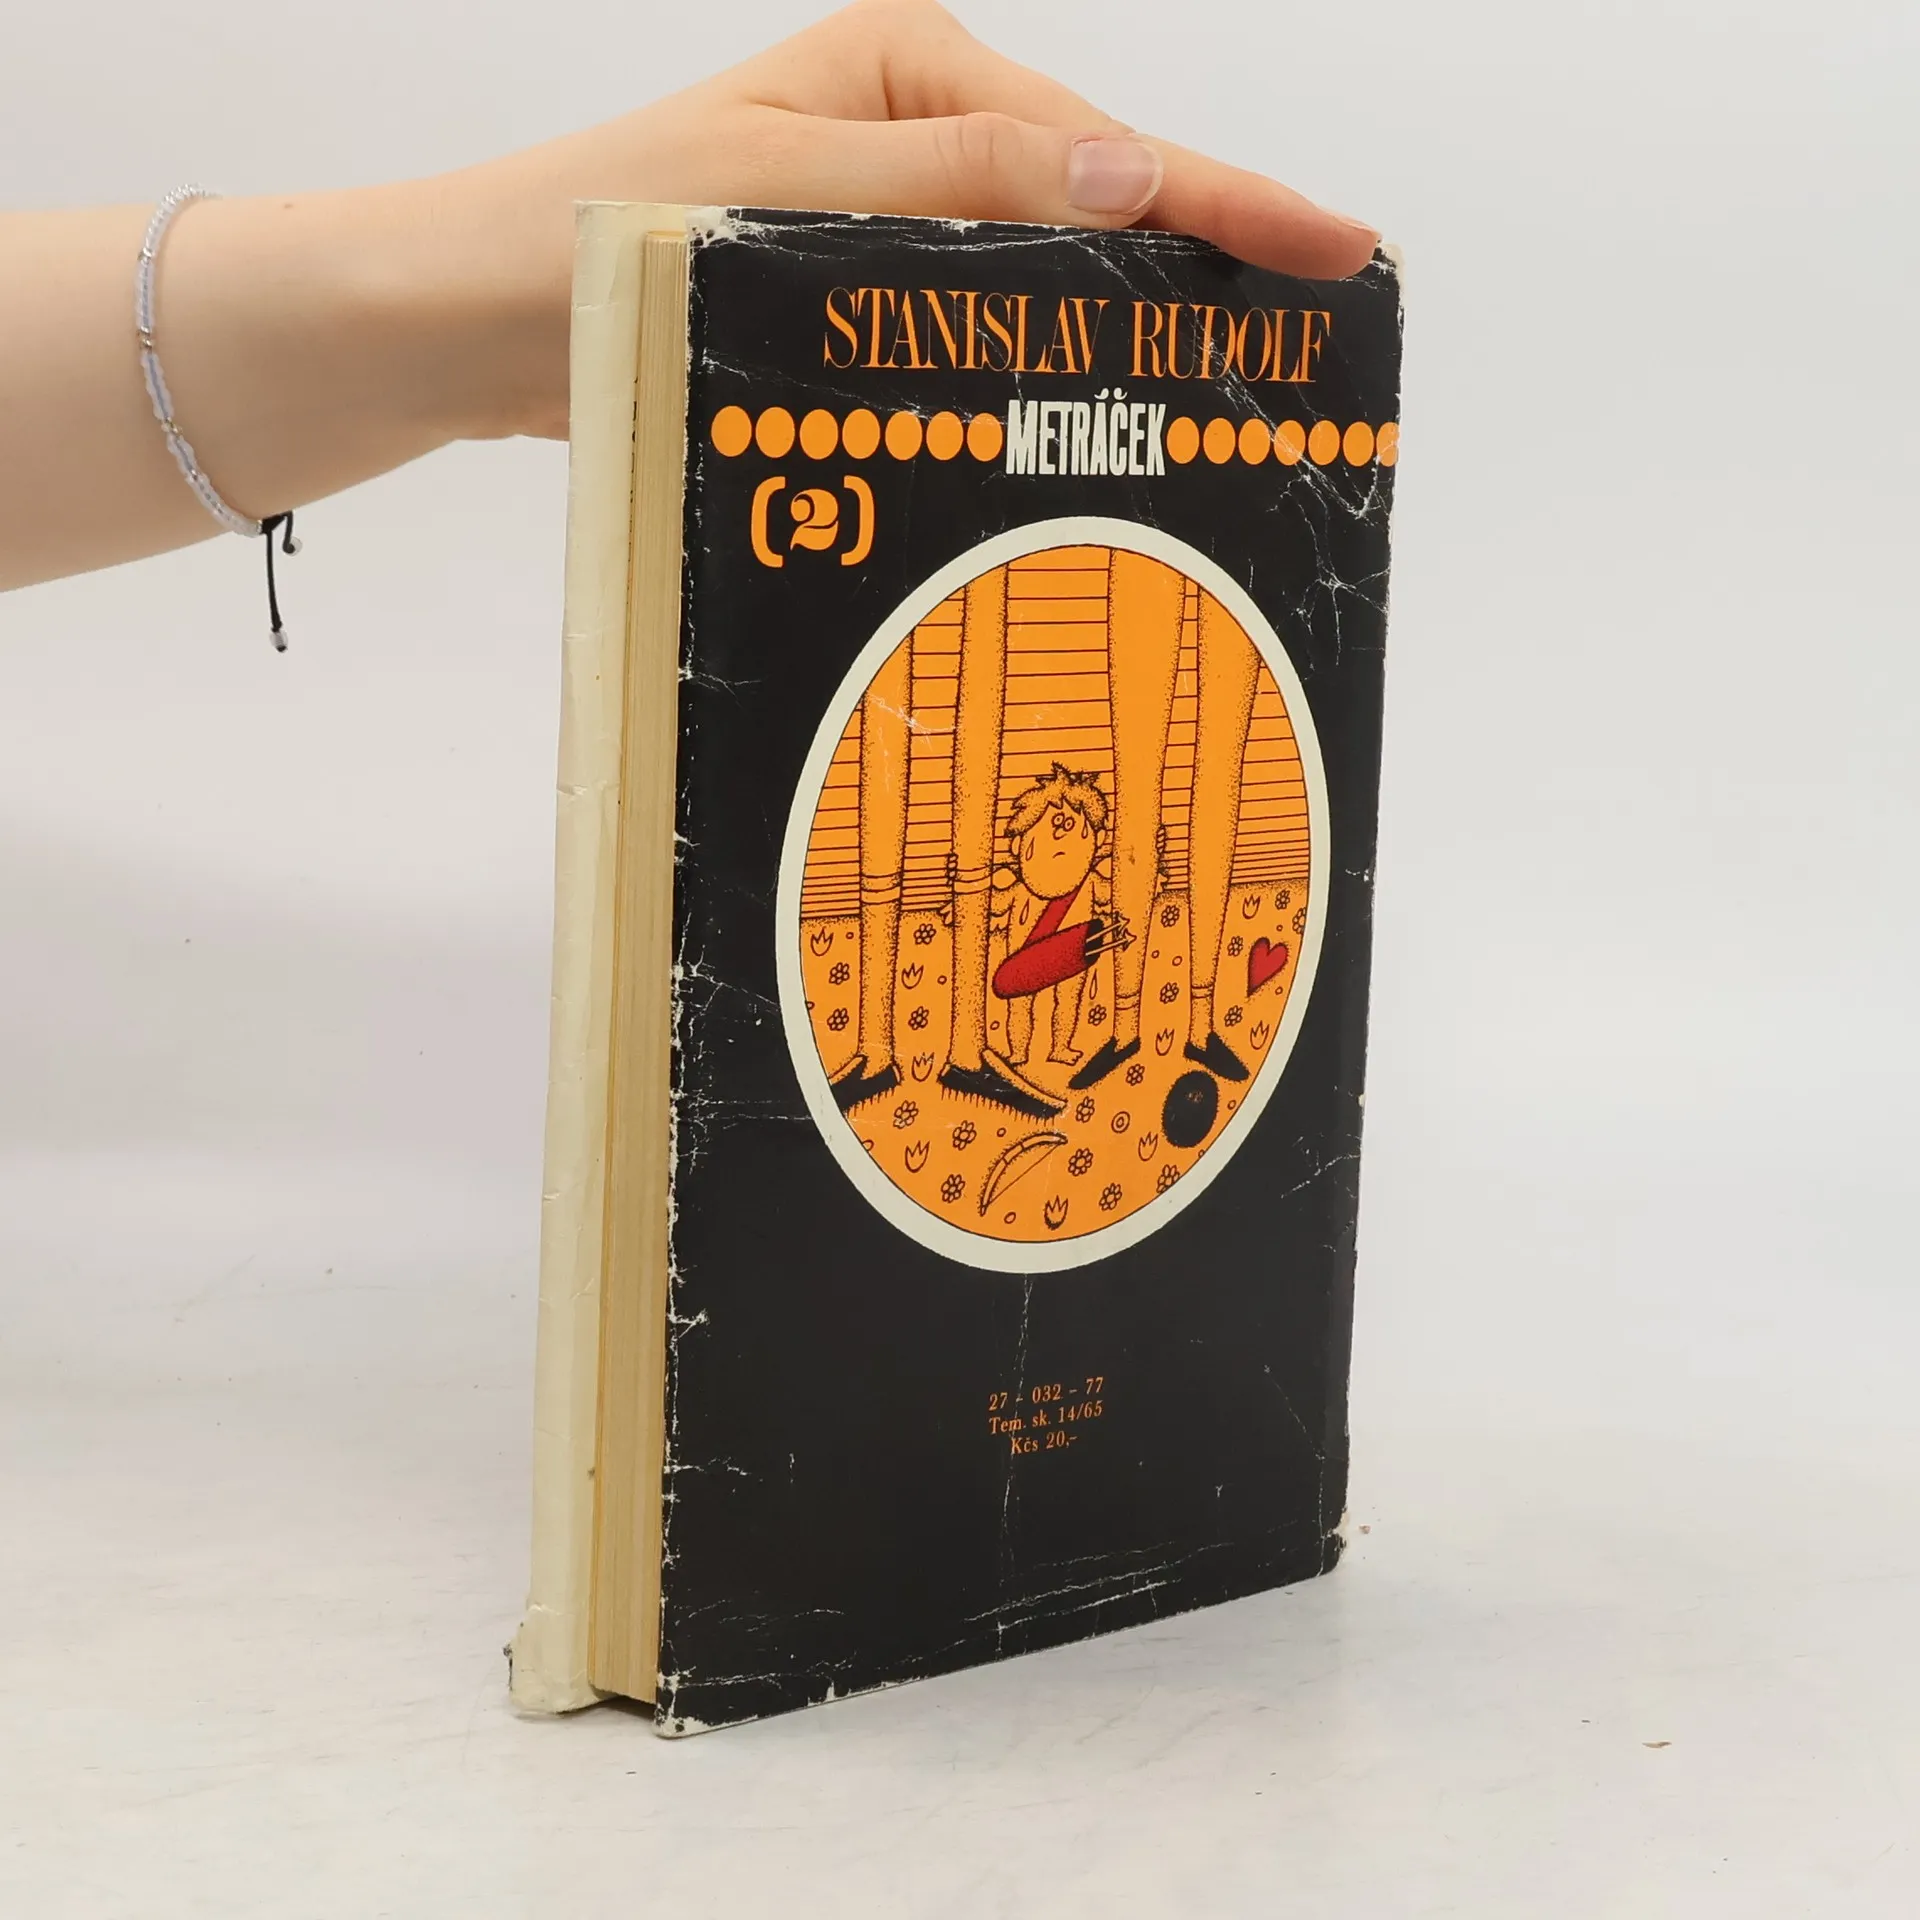 STANISLAV RUDOLF
METRÁČEK
(2)
27 - 032 - 77
Tem. sk. 14/65
Kčs 20,-